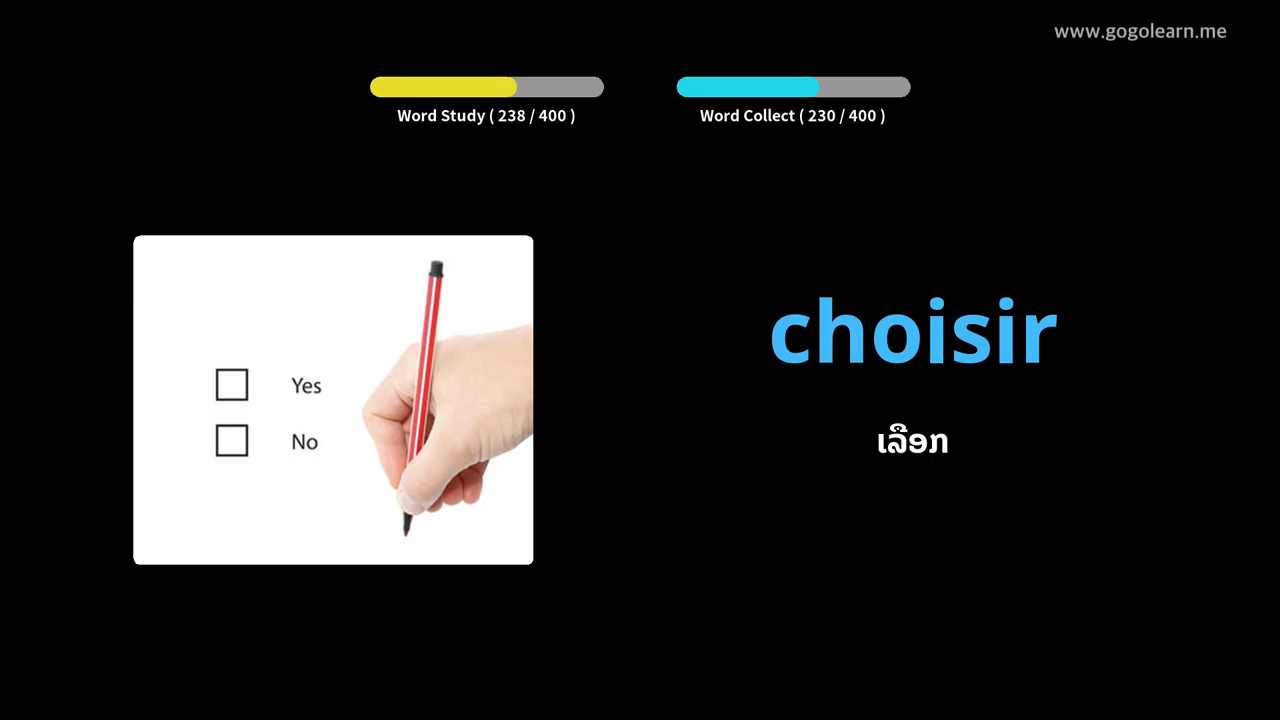 www.gogolearn.me
Word Study ( 238 / 400 )
Word Collect ( 230 / 400 )
Yes
No
choisir
ເລືອກ